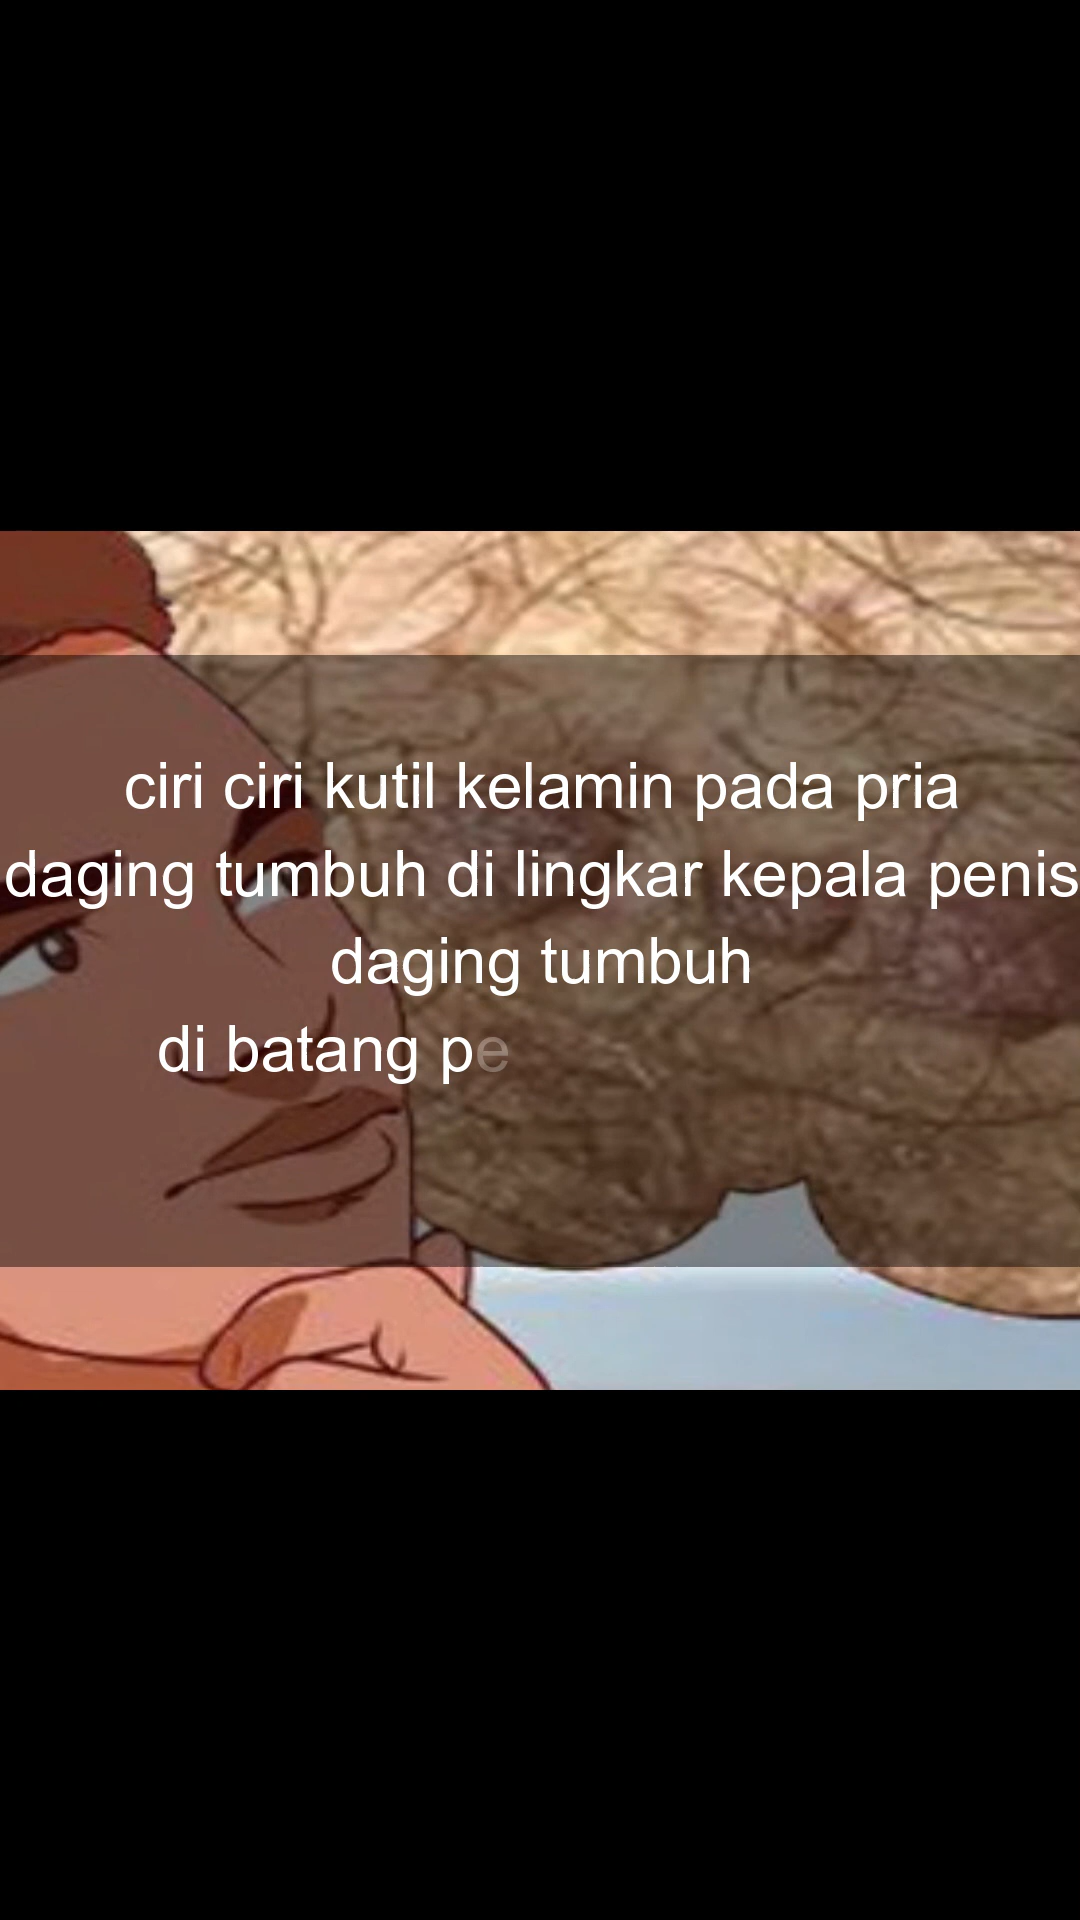 ciri ciri kutil kelamin pada pria
daging tumbuh di lingkar kepala penis
daging tumbuh
di batang pe